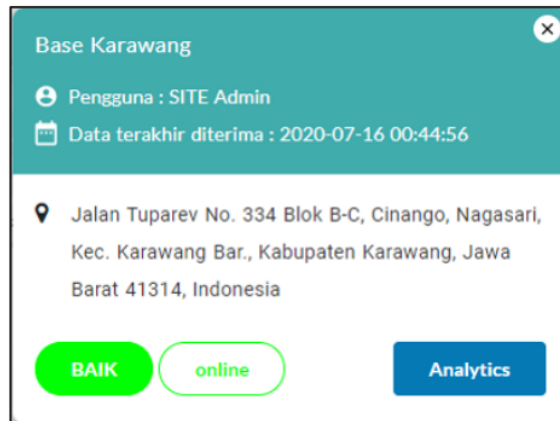 Base Karawang
Pengguna : SITE Admin
Data terakhir diterima : 2020-07-16 00:44:56
Jalan Tuparev No. 334 Blok B-C, Cinango, Nagasari,
Kec. Karawang Bar., Kabupaten Karawang, Jawa
Barat 41314, Indonesia
BAIK
online
Analytics